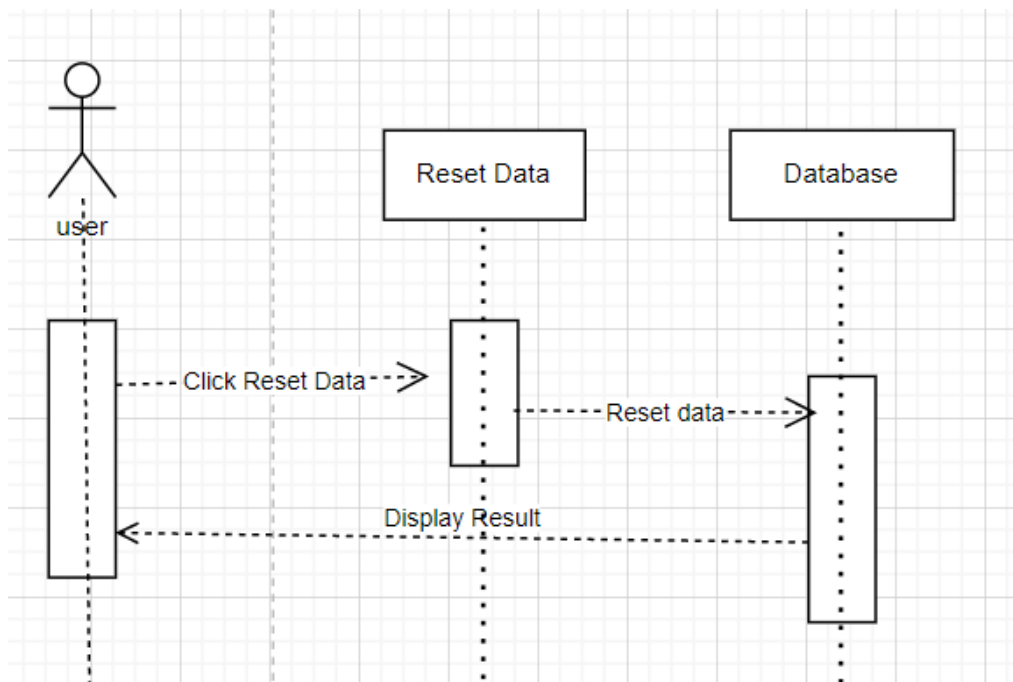 Reset Data
Database
user
Click Reset Data
Reset data
Display Result